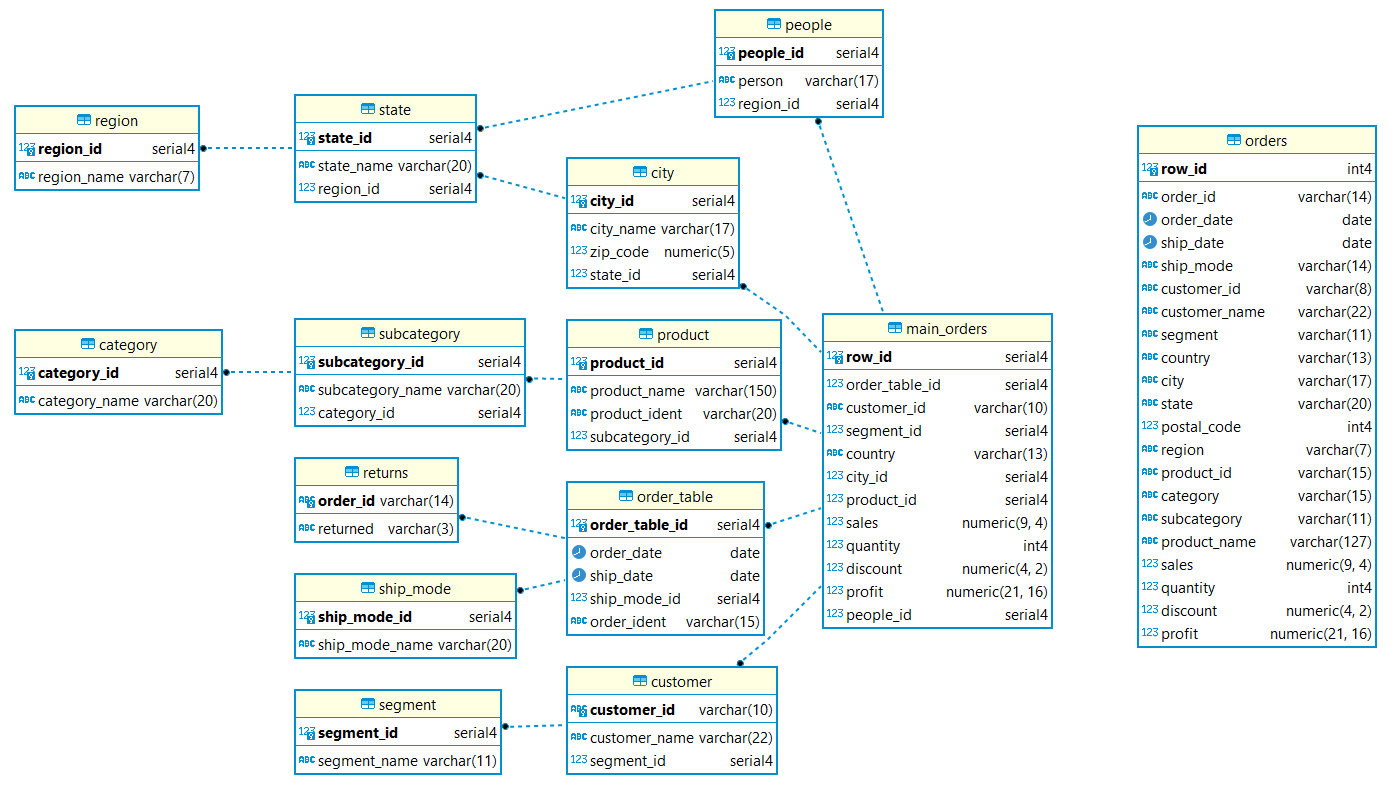 people
people_id serial4
person varchar(17)
region_id serial4
region
region_id serial4
region_name varchar(7)
state
state_id serial4
state_name varchar(20)
region_id serial4
city
city_id serial4
city_name varchar(17)
zip_code numeric(5)
state_id serial4
category
category_id serial4
category_name varchar(20)
subcategory
subcategory_id serial4
subcategory_name varchar(20)
category_id serial4
product
product_id serial4
product_name varchar(150)
product_ident varchar(20)
subcategory_id serial4
returns
order_id varchar(14)
returned varchar(3)
order_table
order_table_id serial4
order_date date
ship_date date
ship_mode_id serial4
order_ident varchar(15)
ship_mode
ship_mode_id serial4
ship_mode_name varchar(20)
segment
segment_id serial4
segment_name varchar(11)
customer
customer_id varchar(10)
customer_name varchar(22)
segment_id serial4
main_orders
row_id serial4
order_table_id serial4
customer_id varchar(10)
segment_id serial4
country varchar(13)
city_id serial4
product_id serial4
sales numeric(9, 4)
quantity int4
discount numeric(4, 2)
profit numeric(21, 16)
people_id serial4
orders
row_id int4
order_id varchar(14)
order_date date
ship_date date
ship_mode varchar(14)
customer_id varchar(8)
customer_name varchar(22)
segment varchar(11)
country varchar(13)
city varchar(17)
state varchar(20)
postal_code int4
region varchar(7)
product_id varchar(15)
category varchar(15)
subcategory varchar(11)
product_name varchar(127)
sales numeric(9, 4)
quantity int4
discount numeric(4, 2)
profit numeric(21, 16)